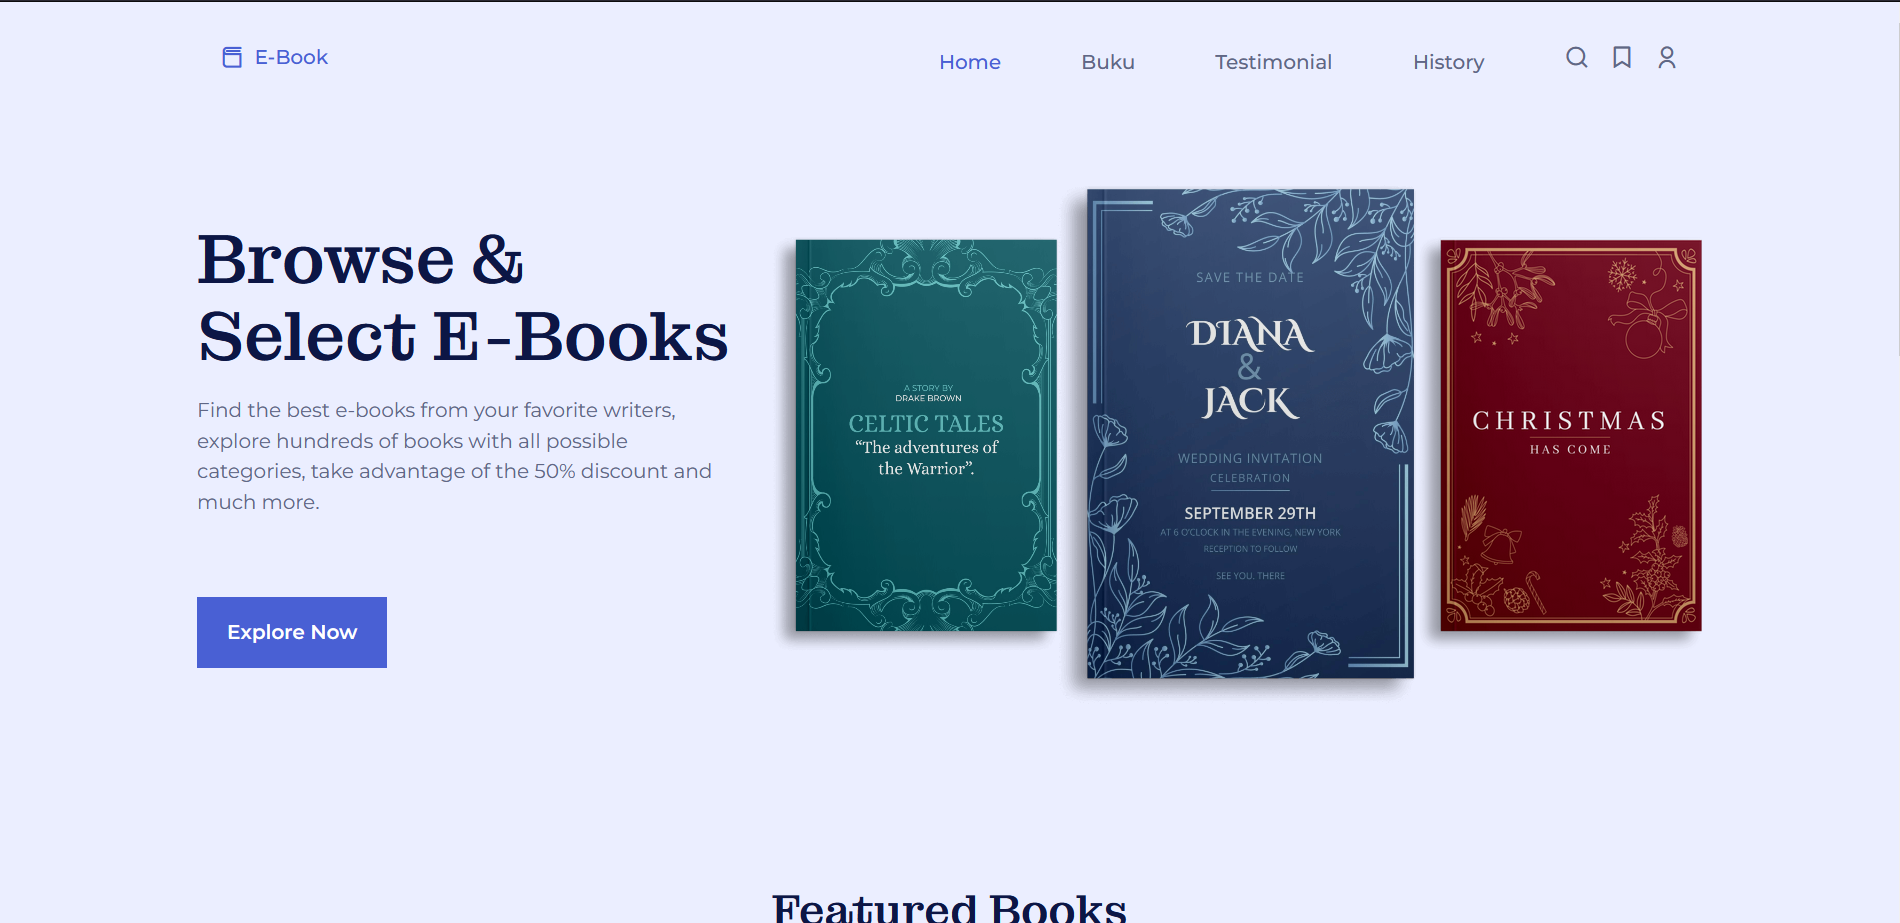 E-Book
Home
Buku
Testimonial
History
Browse &
Select E-Books
Find the best e-books from your favorite writers,
explore hundreds of books with all possible
categories, take advantage of the 50% discount and
much more.
Explore Now
A STORY BY
DRAKE BROWN
CELTIC TALES
“The adventures of
the Warrior”.
SAVE THE DATE
DIANA
&
JACK
WEDDING INVITATION
CELEBRATION
SEPTEMBER 29TH
AT 6 O'CLOCK IN THE EVENING, NEW YORK
RECEPTION TO FOLLOW
SEE YOU. THERE
CHRISTMAS
HAS COME
Featured Books